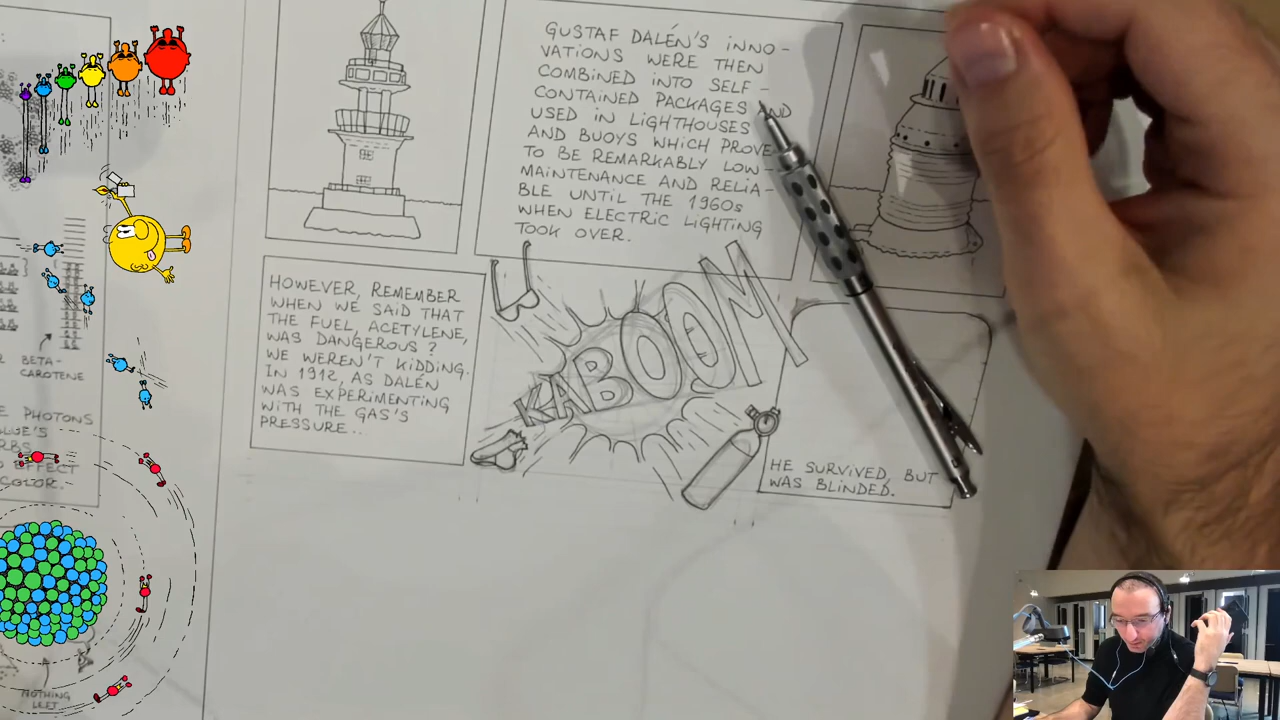 GUSTAF DALÉN'S INNO-
VATIONS WERE THEN
COMBINED INTO SELF-
CONTAINED PACKAGES AND
USED IN LIGHTHOUSES
AND BUOYS WHICH PROVE
TO BE REMARKABLY LOW
MAINTENANCE AND RELIA-
BLE UNTIL THE 1960s
WHEN ELECTRIC LIGHTING
TOOK OVER.
HOWEVER, REMEMBER
WHEN WE SAID THAT
THE FUEL, ACETYLENE,
WAS DANGEROUS?
WE WEREN'T KIDDING.
IN 1912, AS DALÉN
WAS EXPERIMENTING
WITH THE GAS'S
PRESSURE..
KABOOM
HE SURVIVED, BUT
WAS BLINDED.
BETA-
CAROTENE
PHOTONS
EFFECT
COLOR.
NOTHING
LEFT